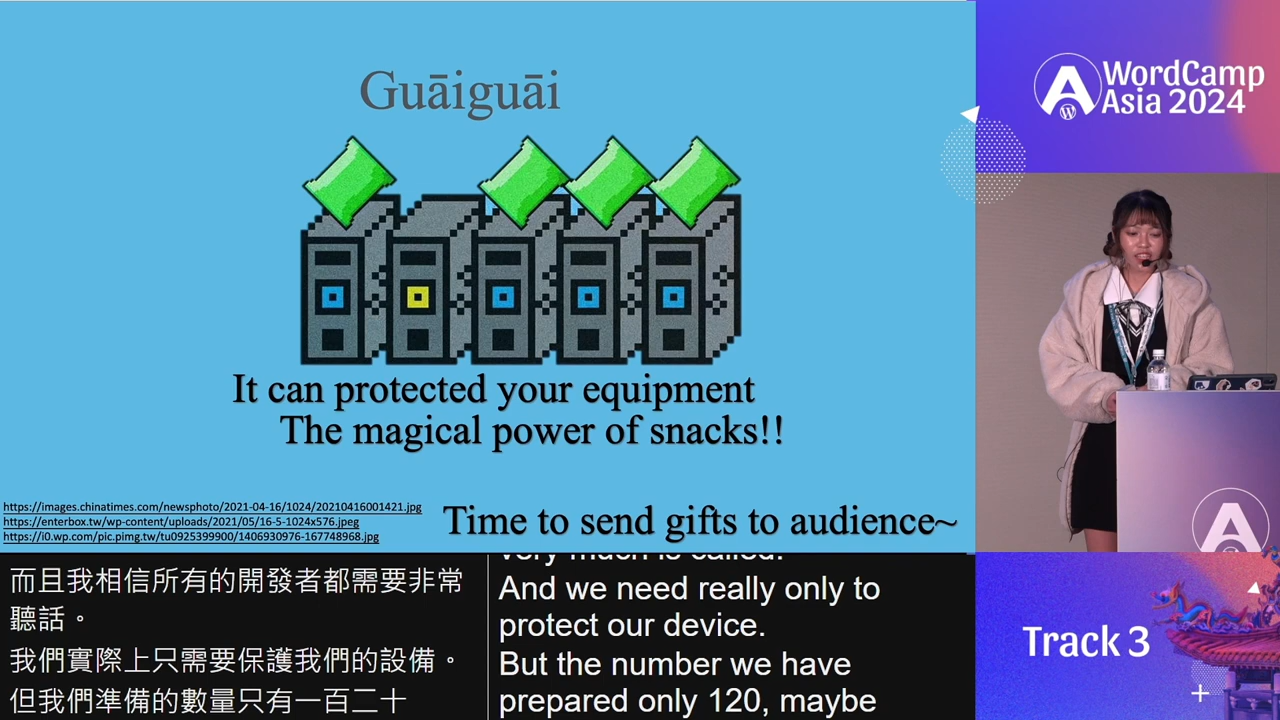 Guāiguāi
It can protected your equipment
The magical power of snacks!!
https://images.chinatimes.com/newsphoto/2021-04-16/1024/20210416001421.jpg
https://enterbox.tw/wp-content/uploads/2021/05/16-5-1024x576.jpeg
https://i0.wp.com/pic.pimg.tw/tu0925399900/1406930976-167748968.jpg
Time to send gifts to audience~
而且我相信所有的開發者都需要非常
聽話。
我們實際上只需要保護我們的設備。
但我們準備的數量只有一百二十
very much is called.
And we need really only to
protect our device.
But the number we have
prepared only 120, maybe
WordCamp
Asia 2024
Track 3